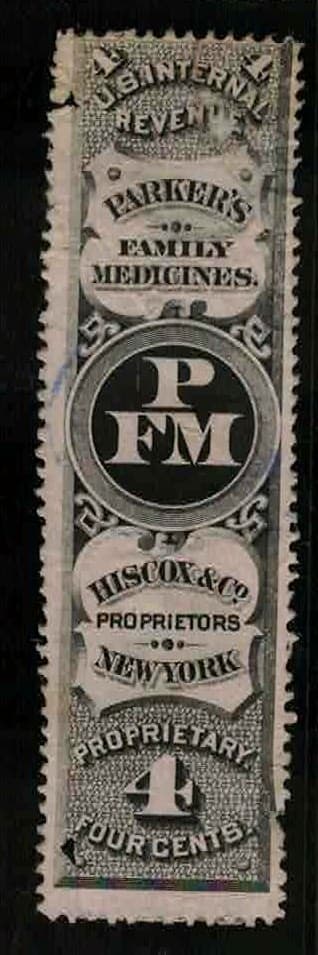 4 4
U.S. INTERNAL
REVENUE
PARKER'S
FAMILY
MEDICINES.
P
FM
HISCOX & Co.
PROPRIETORS
NEW YORK
PROPRIETARY.
4
FOUR CENTS.